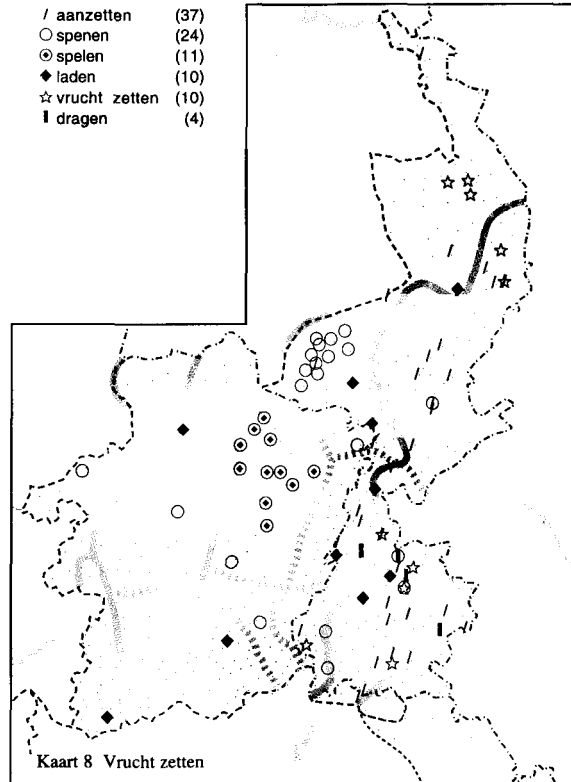 aanzetten (37)
spenen (24)
spelen (11)
laden (10)
vrucht zetten (10)
dragen (4)
Kaart 8 Vrucht zetten